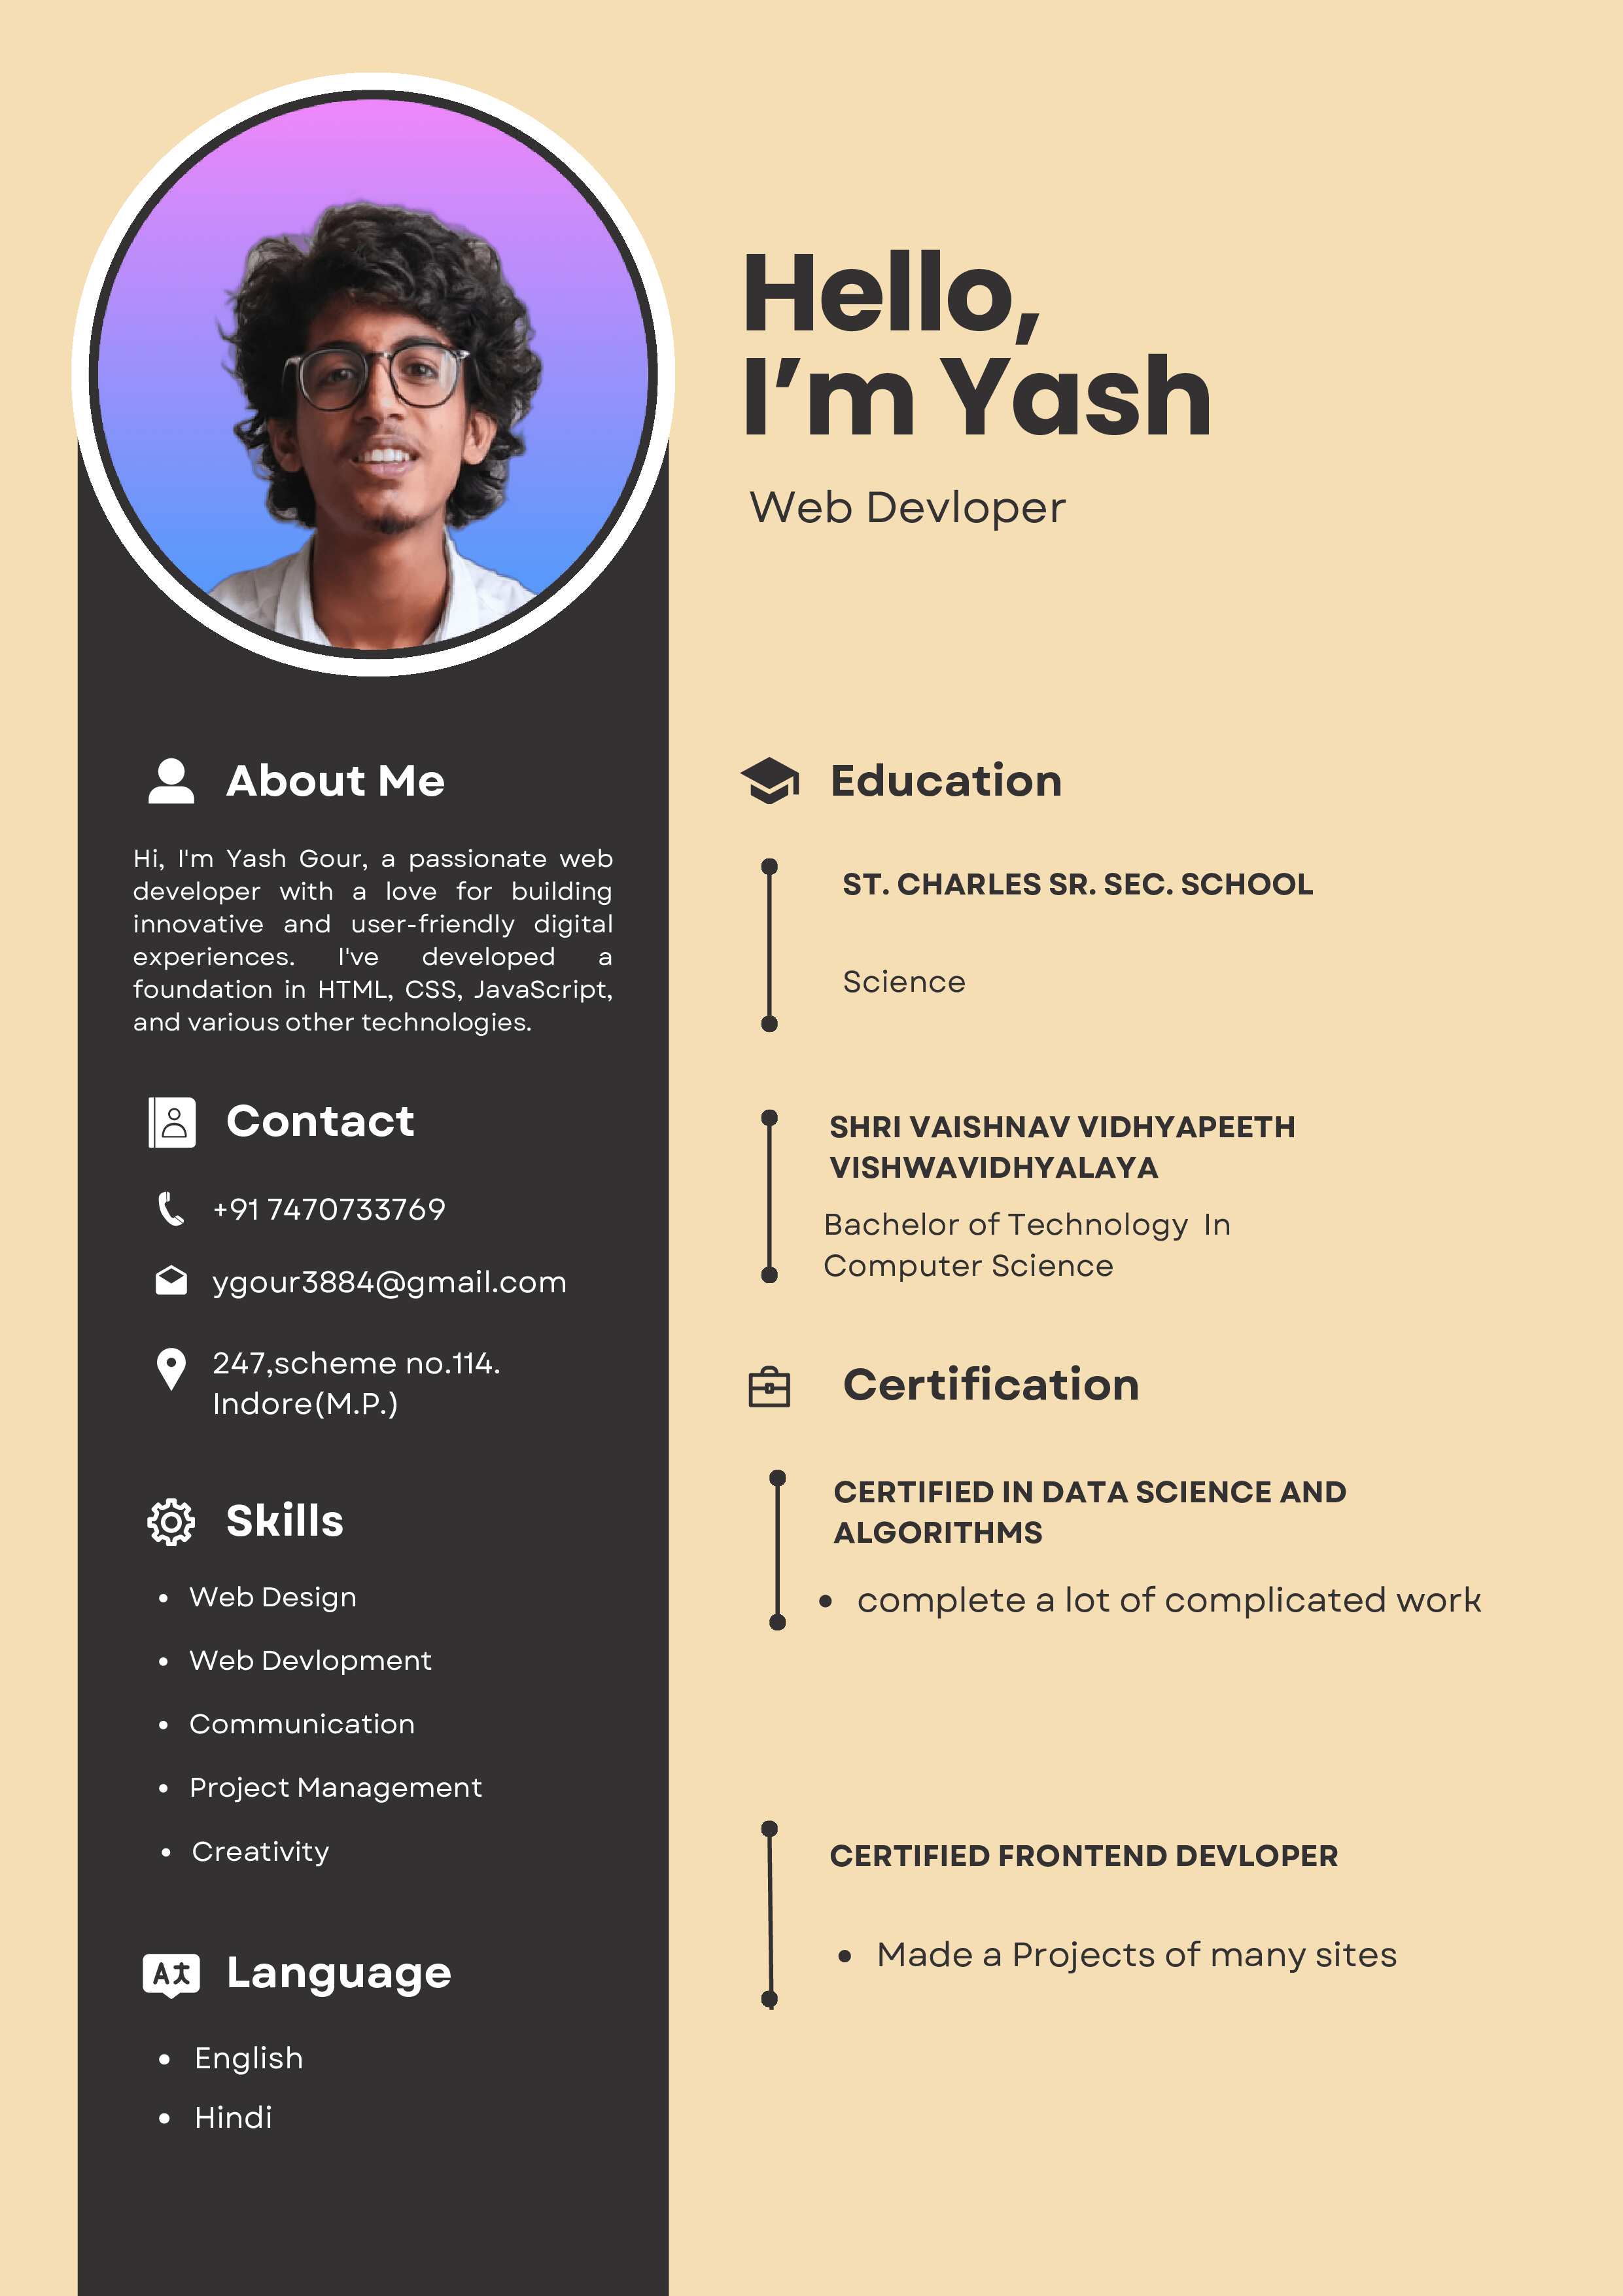 Hello,
I’m Yash
Web Devloper
About Me
Hi, I'm Yash Gour, a passionate web
developer with a love for building
innovative and user-friendly digital
experiences. I've developed a
foundation in HTML, CSS, JavaScript,
and various other technologies.
Contact
+91 7470733769
ygour3884@gmail.com
247,scheme no.114.
Indore(M.P.)
Skills
• Web Design
• Web Devlopment
• Communication
• Project Management
• Creativity
Language
• English
• Hindi
Education
ST. CHARLES SR. SEC. SCHOOL
Science
SHRI VAISHNAV VIDHYAPEETH
VISHWAVIDHYALAYA
Bachelor of Technology In
Computer Science
Certification
CERTIFIED IN DATA SCIENCE AND
ALGORITHMS
• complete a lot of complicated work
CERTIFIED FRONTEND DEVLOPER
• Made a Projects of many sites